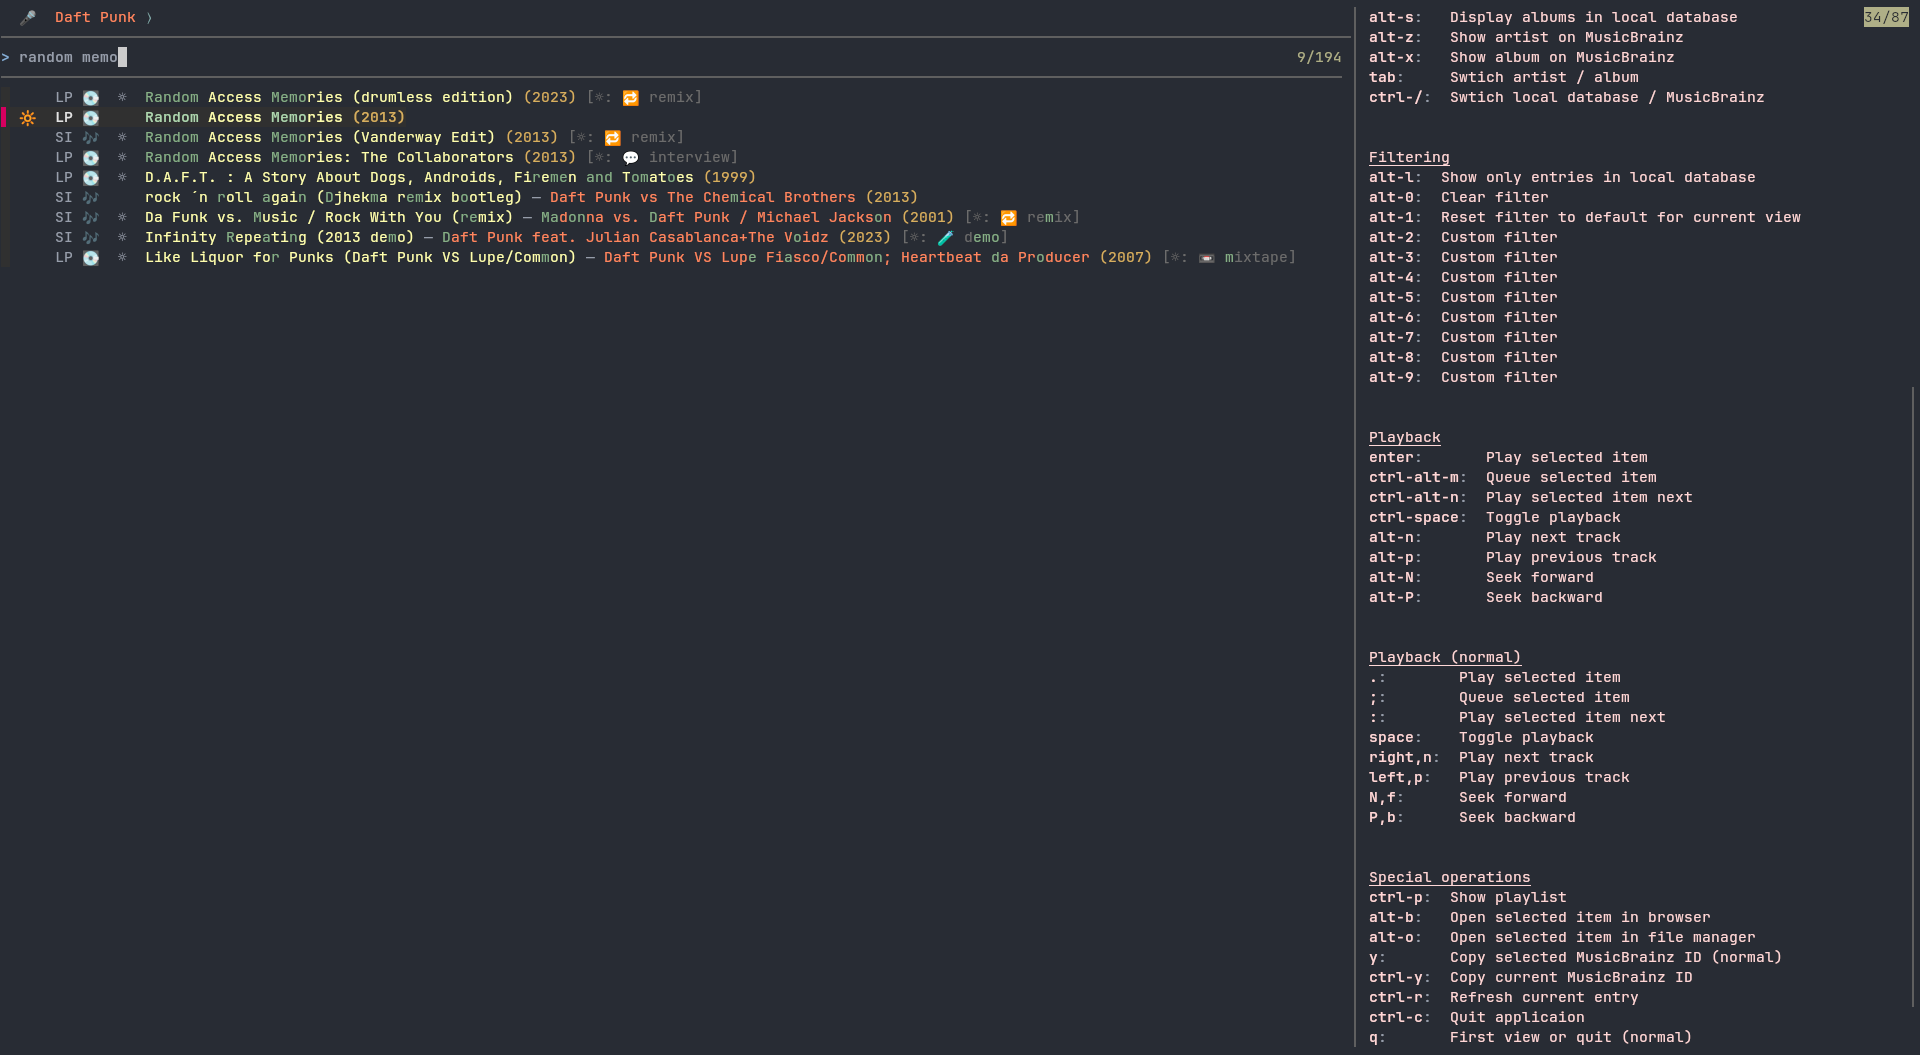 🎤 Daft Punk ⟩
> random memo 9/194
LP 💽 ☼ Random Access Memories (drumless edition) (2023) [☼: 🔁 remix]
🔆 LP 💽 Random Access Memories (2013)
SI 🎶 ☼ Random Access Memories (Vanderway Edit) (2013) [☼: 🔁 remix]
LP 💽 ☼ Random Access Memories: The Collaborators (2013) [☼: 💬 interview]
LP 💽 ☼ D.A.F.T. : A Story About Dogs, Androids, Firemen and Tomatoes (1999)
SI 🎶 rock ´n roll again (Djhekma remix bootleg) — Daft Punk vs The Chemical Brothers (2013)
SI 🎶 ☼ Da Funk vs. Music / Rock With You (remix) — Madonna vs. Daft Punk / Michael Jackson (2001) [☼: 🔁 remix]
SI 🎶 ☼ Infinity Repeating (2013 demo) — Daft Punk feat. Julian Casablanca+The Voidz (2023) [☼: 🧪 demo]
LP 💽 ☼ Like Liquor for Punks (Daft Punk VS Lupe/Common) — Daft Punk VS Lupe Fiasco/Common; Heartbeat da Producer (2007) [☼: 📼 mixtape]
alt-s: Display albums in local database 34/87
alt-z: Show artist on MusicBrainz
alt-x: Show album on MusicBrainz
tab: Swtich artist / album
ctrl-/: Swtich local database / MusicBrainz
Filtering
alt-l: Show only entries in local database
alt-0: Clear filter
alt-1: Reset filter to default for current view
alt-2: Custom filter
alt-3: Custom filter
alt-4: Custom filter
alt-5: Custom filter
alt-6: Custom filter
alt-7: Custom filter
alt-8: Custom filter
alt-9: Custom filter
Playback
enter: Play selected item
ctrl-alt-m: Queue selected item
ctrl-alt-n: Play selected item next
ctrl-space: Toggle playback
alt-n: Play next track
alt-p: Play previous track
alt-N: Seek forward
alt-P: Seek backward
Playback (normal)
.: Play selected item
;: Queue selected item
:: Play selected item next
space: Toggle playback
right,n: Play next track
left,p: Play previous track
N,f: Seek forward
P,b: Seek backward
Special operations
ctrl-p: Show playlist
alt-b: Open selected item in browser
alt-o: Open selected item in file manager
y: Copy selected MusicBrainz ID (normal)
ctrl-y: Copy current MusicBrainz ID
ctrl-r: Refresh current entry
ctrl-c: Quit applicaion
q: First view or quit (normal)